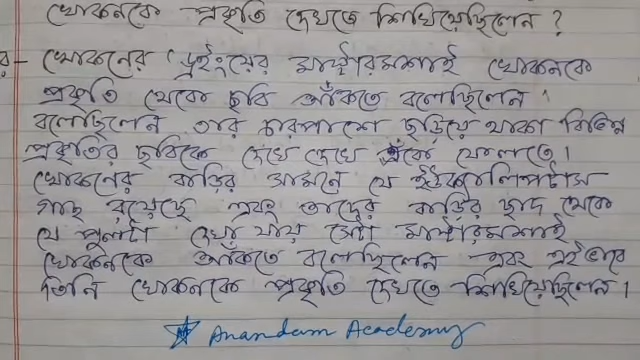 খোকনকে প্রকৃতি দেখতে শিখিয়েছিলেন ?
র— খোকনের ড্রইংয়ের মাস্টারমশাই খোকনকে
প্রকৃতি থেকে ছবি আঁকতে বলেছিলেন।
বলেছিলেন তার চারপাশে ছড়িয়ে থাকা বিভিন্ন
প্রকৃতির ছবিকে দেখে দেখে এঁকে ফেলতে।
খোকনের বাড়ির সামনে যে ইউক্যালিপটাস
গাছ রয়েছে এবং তাদের বাড়ির ছাদ থেকে
যে পুলটা দেখা যায় সেটা মাস্টারমশাই
খোকনকে আঁকতে বলেছিলেন এবং এইভাবে
তিনি খোকনকে প্রকৃতি দেখতে শিখিয়েছিলেন।
Anandam Academy